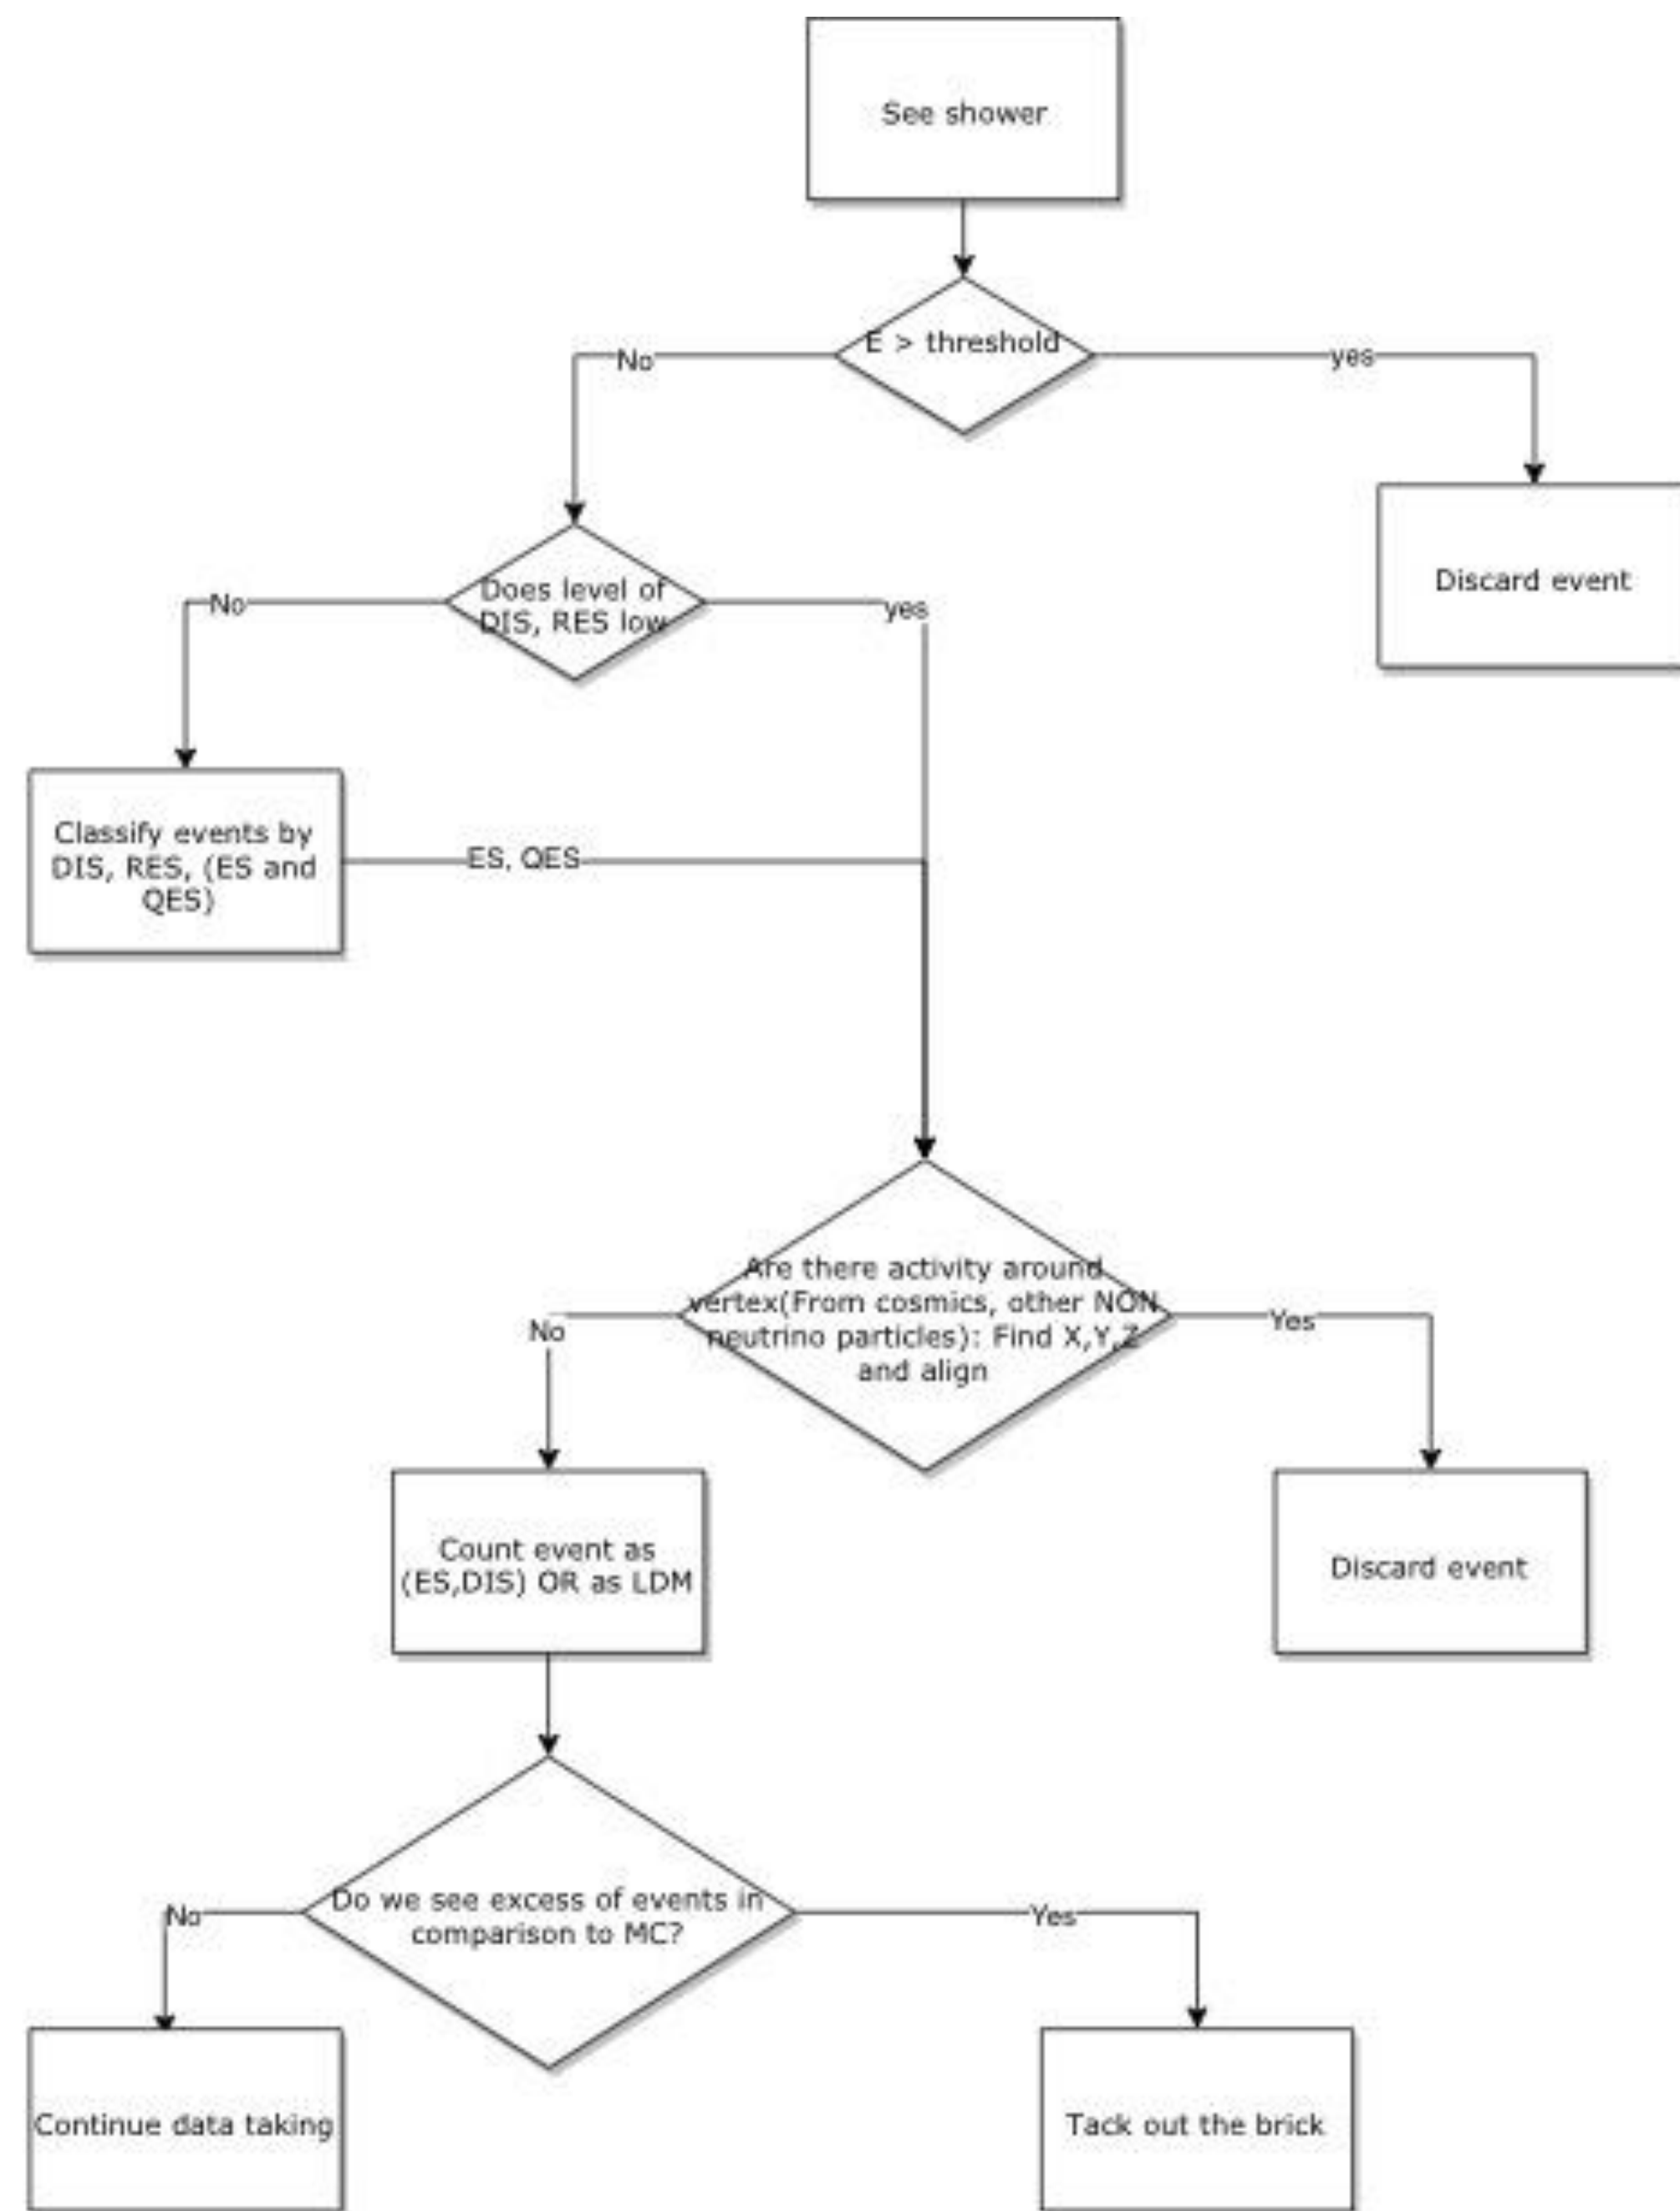 See shower
E > threshold
No
yes
Discard event
Does level of
DIS, RES low
No
yes
Classify events by
DIS, RES, (ES and
QES)
ES, QES
Are there activity around
vertex(From cosmics, other NON
neutrino particles): Find X,Y,Z
and align
No
Yes
Count event as
(ES,DIS) OR as LDM
Discard event
Do we see excess of events in
comparison to MC?
No
Yes
Continue data taking
Tack out the brick